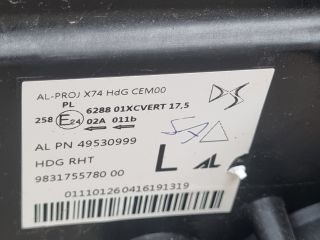 AL-PROJ X74 HdG CEM00
PL 6288 01XCVERT 17,5
258 E24 02A 011b
AL PN 49530999
HDG RHT
9831755780 00
L
011101260416191319
DS